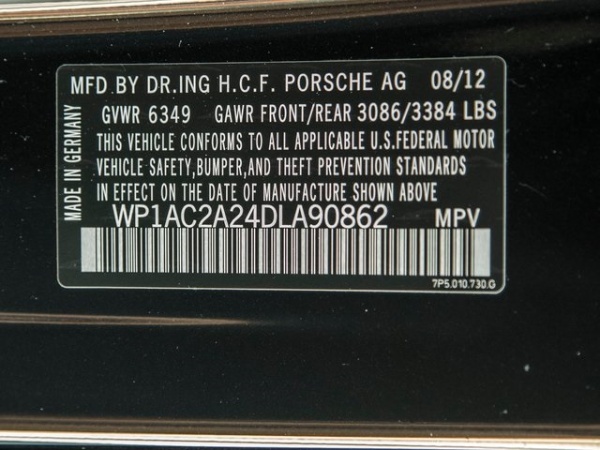 MFD.BY DR.ING H.C.F. PORSCHE AG 08/12
GVWR 6349 GAWR FRONT/REAR 3086/3384 LBS
THIS VEHICLE CONFORMS TO ALL APPLICABLE U.S.FEDERAL MOTOR
VEHICLE SAFETY,BUMPER,AND THEFT PREVENTION STANDARDS
IN EFFECT ON THE DATE OF MANUFACTURE SHOWN ABOVE
WP1AC2A24DLA90862 MPV
7P5.010.730.G
MADE IN GERMANY